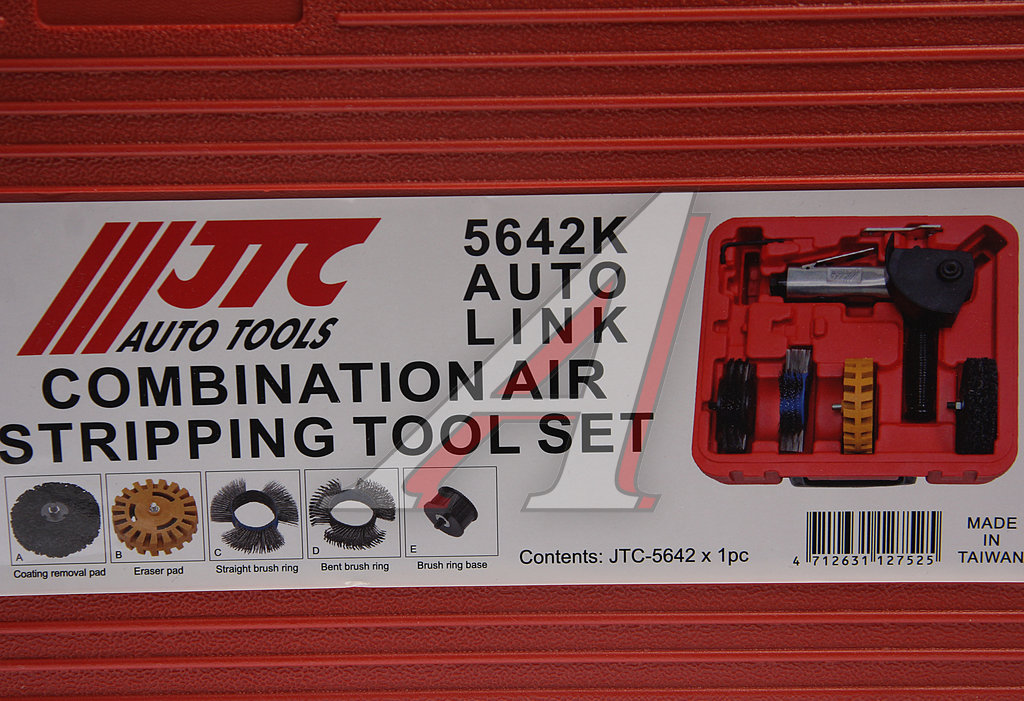 JTC
AUTO TOOLS
5642K
AUTO
LINK
COMBINATION AIR
STRIPPING TOOL SET
A
Coating removal pad
B
Eraser pad
C
Straight brush ring
D
Bent brush ring
E
Brush ring base
Contents: JTC-5642 x 1pc
4 712631 127525
MADE
IN
TAIWAN